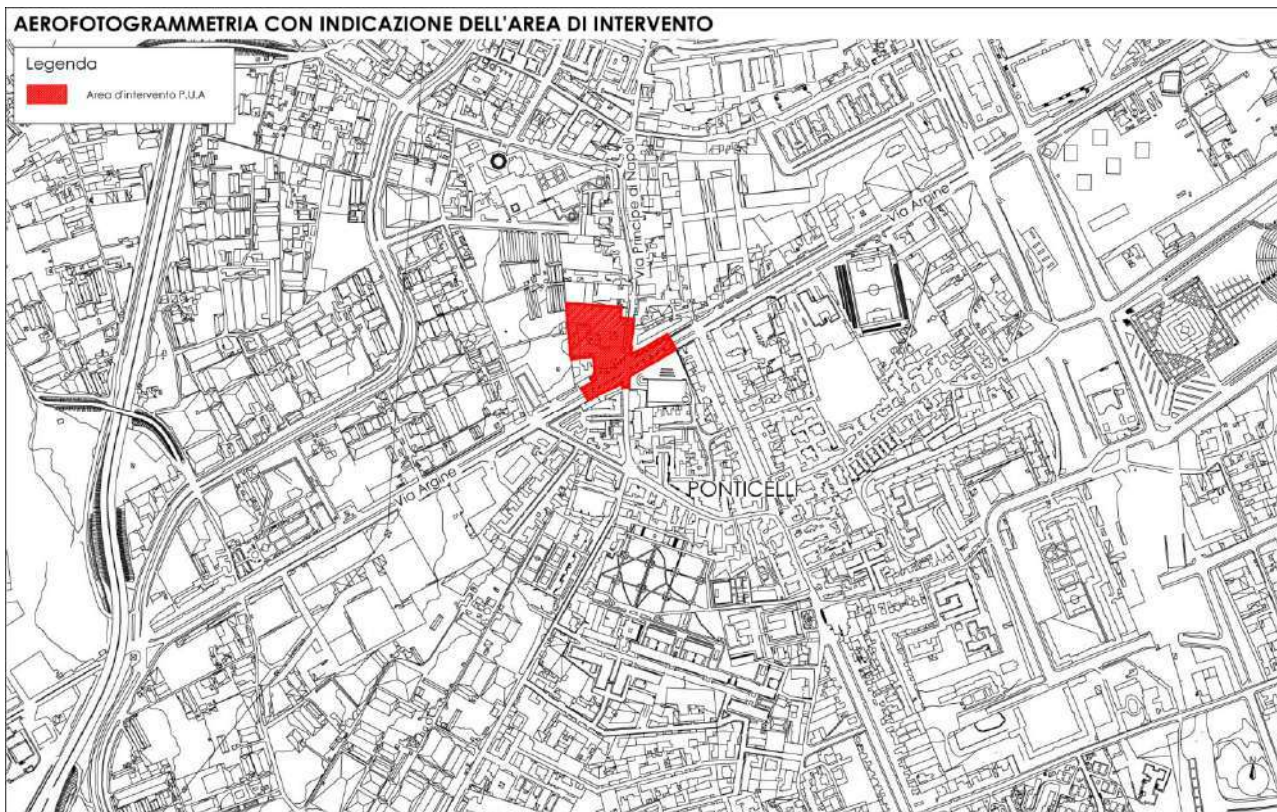 AEROFOTOGRAMMETRIA CON INDICAZIONE DELL'AREA DI INTERVENTO
Legenda
Area d'intervento P.U.A
Via Principe di Napoli
Via Argine
Via Argine
PONTICELLI